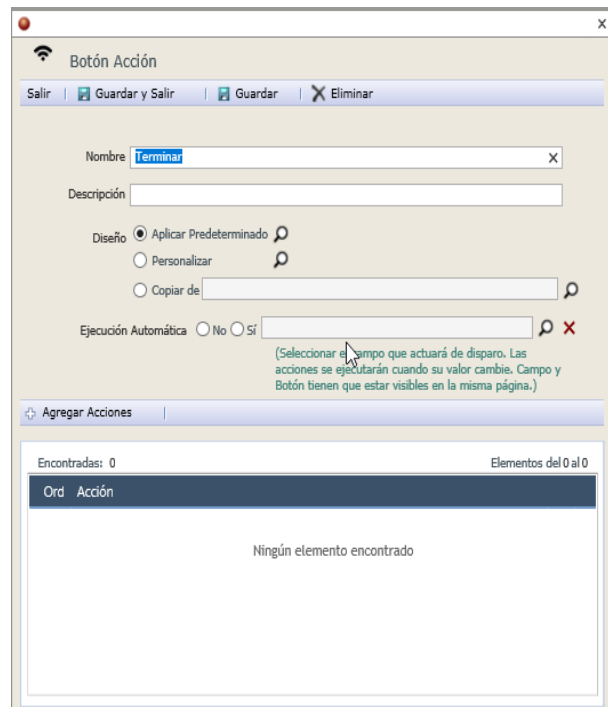 x
Botón Acción
Salir | Guardar y Salir | Guardar | Eliminar
Nombre Terminar x
Descripción
Diseño Aplicar Predeterminado
Personalizar
Copiar de
Ejecución Automática No Sí
(Seleccionar el campo que actuará de disparo. Las
acciones se ejecutarán cuando su valor cambie. Campo y
Botón tienen que estar visibles en la misma página.)
Agregar Acciones |
Encontradas: 0 Elementos del 0 al 0
Ord Acción
Ningún elemento encontrado